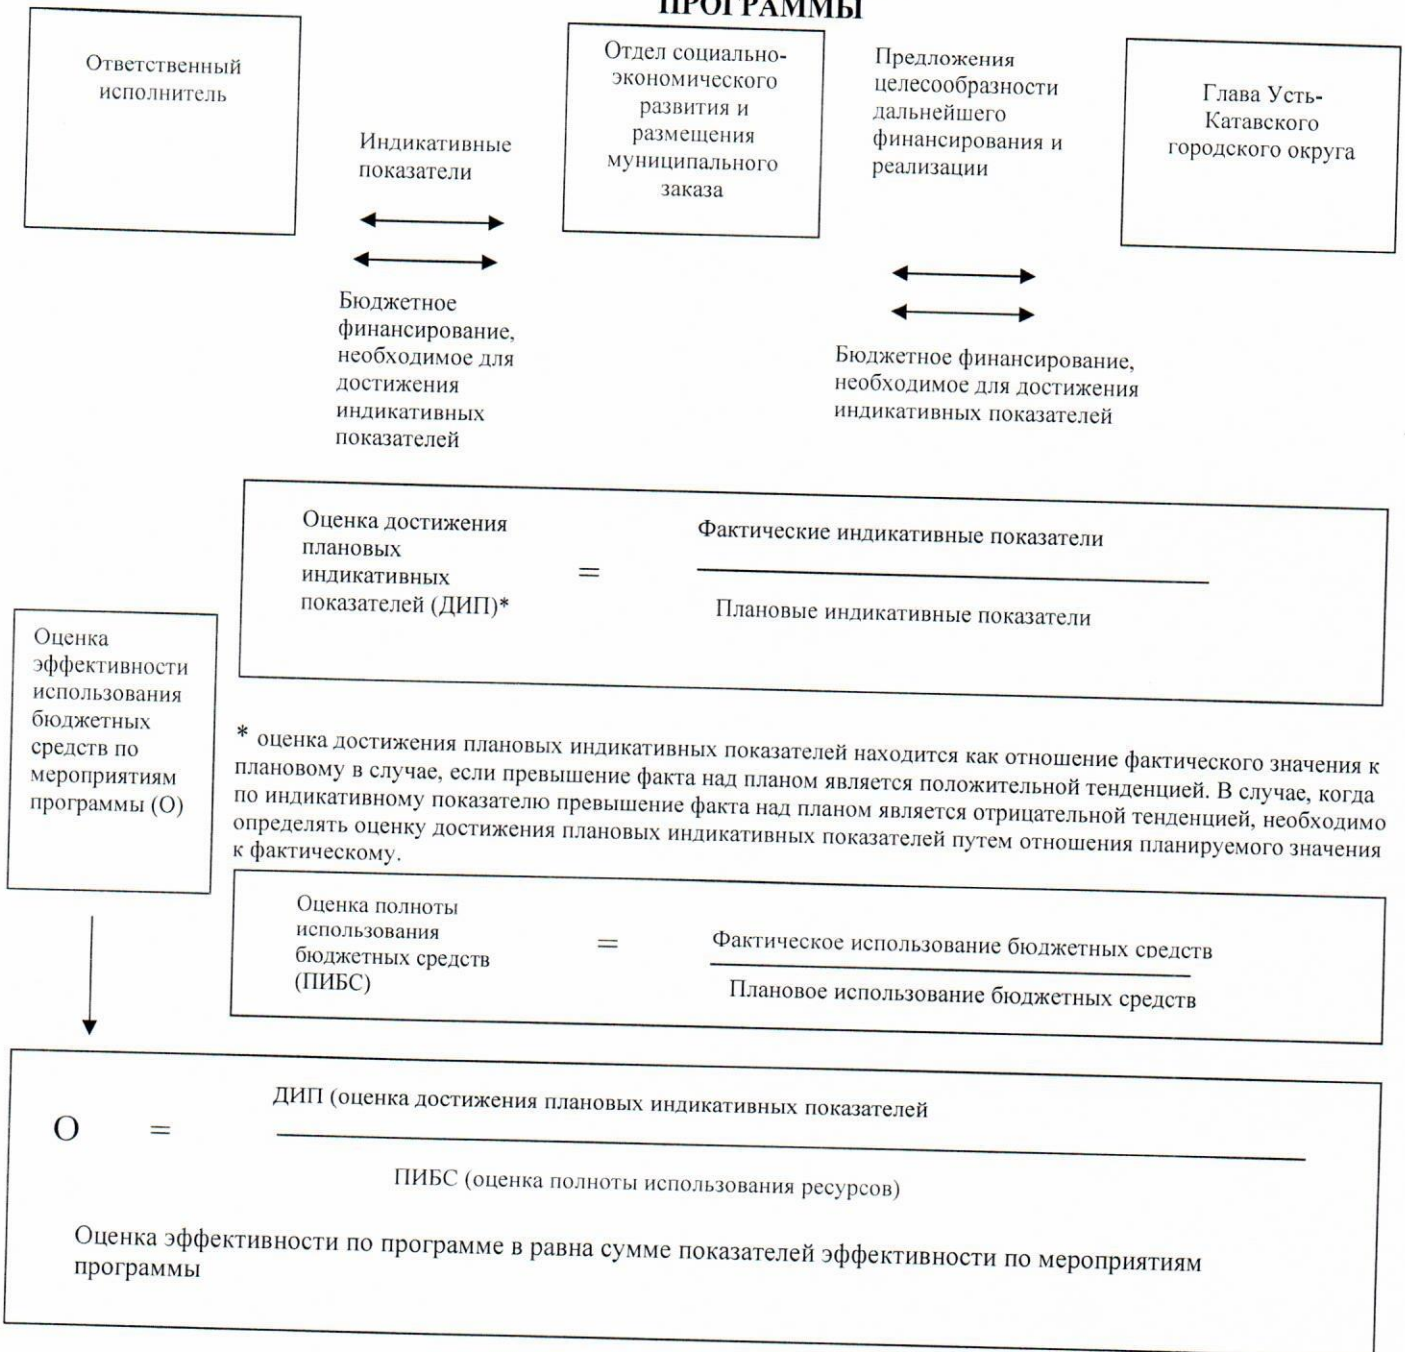 ПРОГРАММЫ
Ответственный
исполнитель
Индикативные
показатели
Бюджетное
финансирование,
необходимое для
достижения
индикативных
показателей
Отдел социально-
экономического
развития и
размещения
муниципального
заказа
Предложения
целесообразности
дальнейшего
финансирования и
реализации
Бюджетное финансирование,
необходимое для достижения
индикативных показателей
Глава Усть-
Катавского
городского округа
Оценка достижения
плановых
индикативных
показателей (ДИП)*
=
Фактические индикативные показатели
Плановые индикативные показатели
Оценка
эффективности
использования
бюджетных
средств по
мероприятиям
программы (О)
* оценка достижения плановых индикативных показателей находится как отношение фактического значения к
плановому в случае, если превышение факта над планом является положительной тенденцией. В случае, когда
по индикативному показателю превышение факта над планом является отрицательной тенденцией, необходимо
определять оценку достижения плановых индикативных показателей путем отношения планируемого значения
к фактическому.
Оценка полноты
использования
бюджетных средств
(ПИБС)
=
Фактическое использование бюджетных средств
Плановое использование бюджетных средств
О =
ДИП (оценка достижения плановых индикативных показателей
ПИБС (оценка полноты использования ресурсов)
Оценка эффективности по программе в равна сумме показателей эффективности по мероприятиям
программы